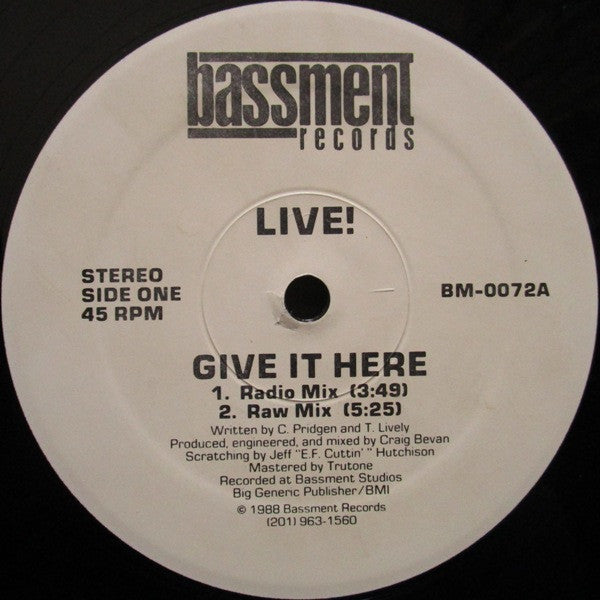 bassment
records
LIVE!
STEREO
SIDE ONE
45 RPM
BM-0072A
GIVE IT HERE
1. Radio Mix (3:49)
2. Raw Mix (5:25)
Written by C. Pridgen and T. Lively
Produced, engineered, and mixed by Craig Bevan
Scratching by Jeff "E.F. Cuttin'" Hutchison
Mastered by Trutone
Recorded at Bassment Studios
Big Generic Publisher/BMI
© 1988 Bassment Records
(201) 963-1560